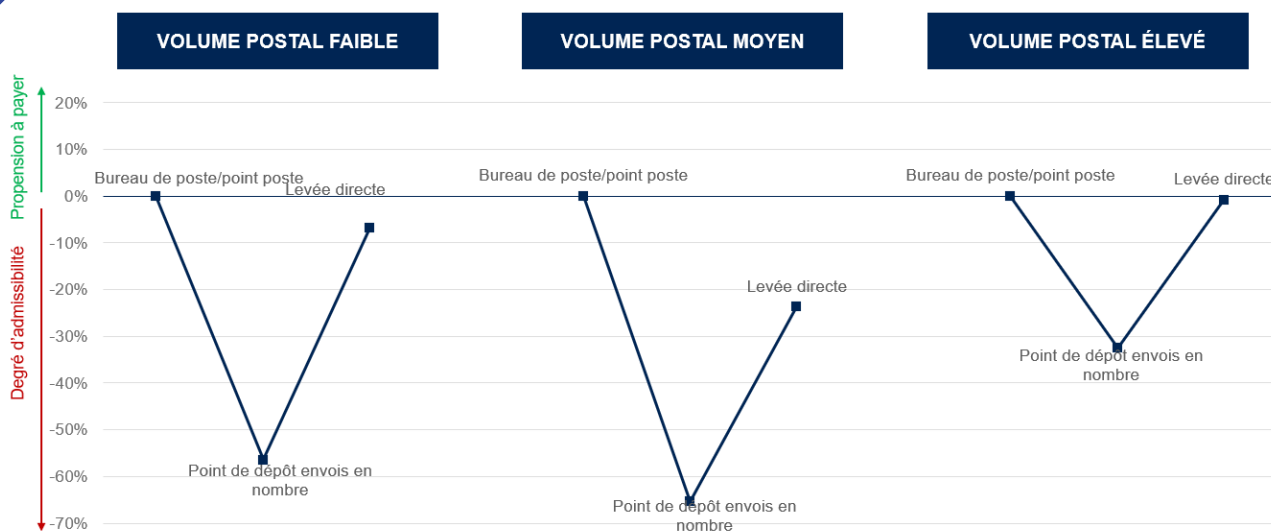 VOLUME POSTAL FAIBLE
VOLUME POSTAL MOYEN
VOLUME POSTAL ÉLEVÉ
Propension à payer
Degré d'admissibilité
20%
10%
0%
-10%
-20%
-30%
-40%
-50%
-60%
-70%
Bureau de poste/point poste
Levée directe
Point de dépôt envois en
nombre
Bureau de poste/point poste
Levée directe
Point de dépôt envois en
nombre
Bureau de poste/point poste
Levée directe
Point de dépôt envois en
nombre